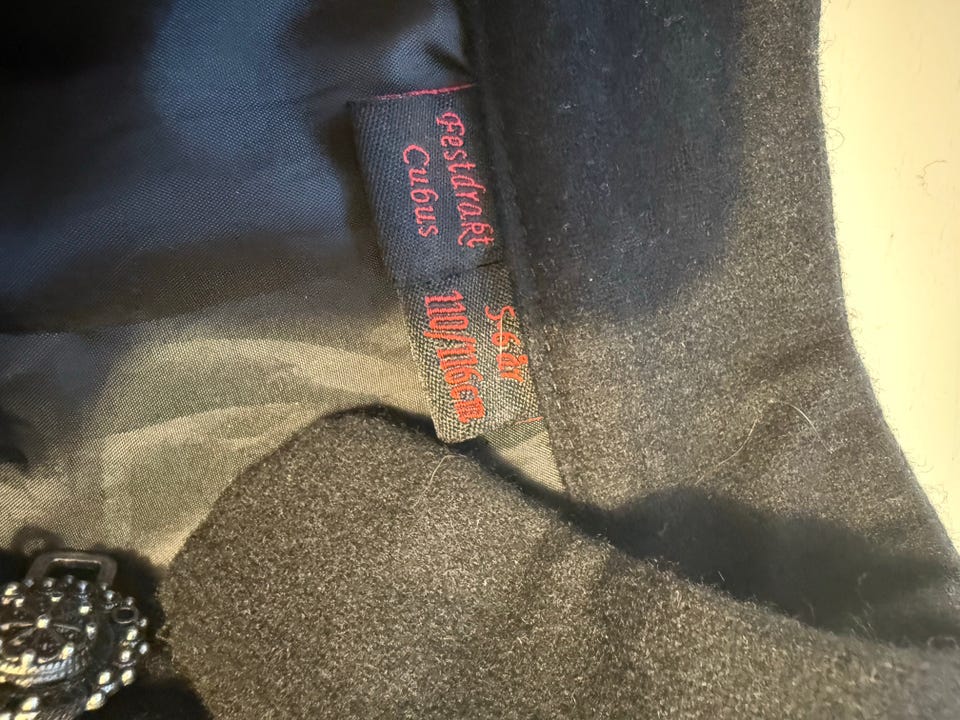 Festdrakt
Cubus
5-6 år
110/116cm